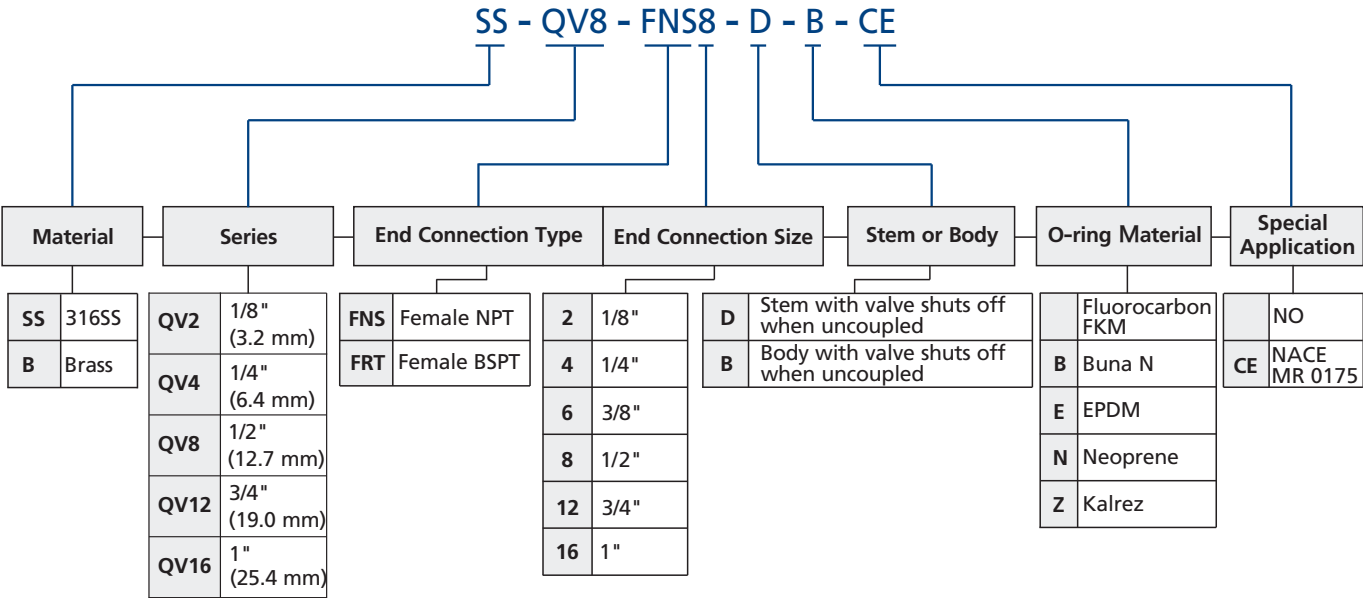 SS - QV8 - FNS8 - D - B - CE
Material
Series
End Connection Type
End Connection Size
Stem or Body
O-ring Material
Special
Application
SS 316SS
B Brass
QV2 1/8"
(3.2 mm)
QV4 1/4"
(6.4 mm)
QV8 1/2"
(12.7 mm)
QV12 3/4"
(19.0 mm)
QV16 1"
(25.4 mm)
FNS Female NPT
FRT Female BSPT
2 1/8"
4 1/4"
6 3/8"
8 1/2"
12 3/4"
16 1"
D Stem with valve shuts off
when uncoupled
B Body with valve shuts off
when uncoupled
Fluorocarbon
FKM
B Buna N
E EPDM
N Neoprene
Z Kalrez
NO
CE NACE
MR 0175